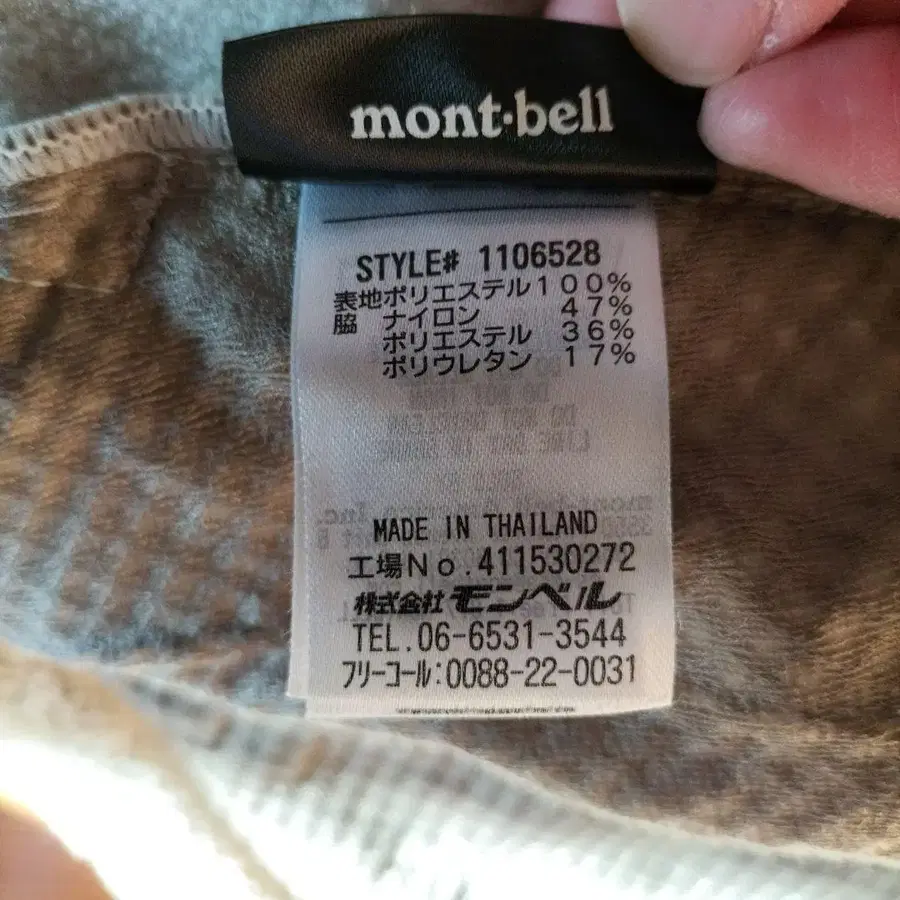 mont·bell
STYLE# 1106528
表地ポリエステル100%
脇 ナイロン 47%
ポリエステル 36%
ポリウレタン 17%
MADE IN THAILAND
工場No.411530272
株式会社モンベル
TEL.06-6531-3544
フリーコール:0088-22-0031